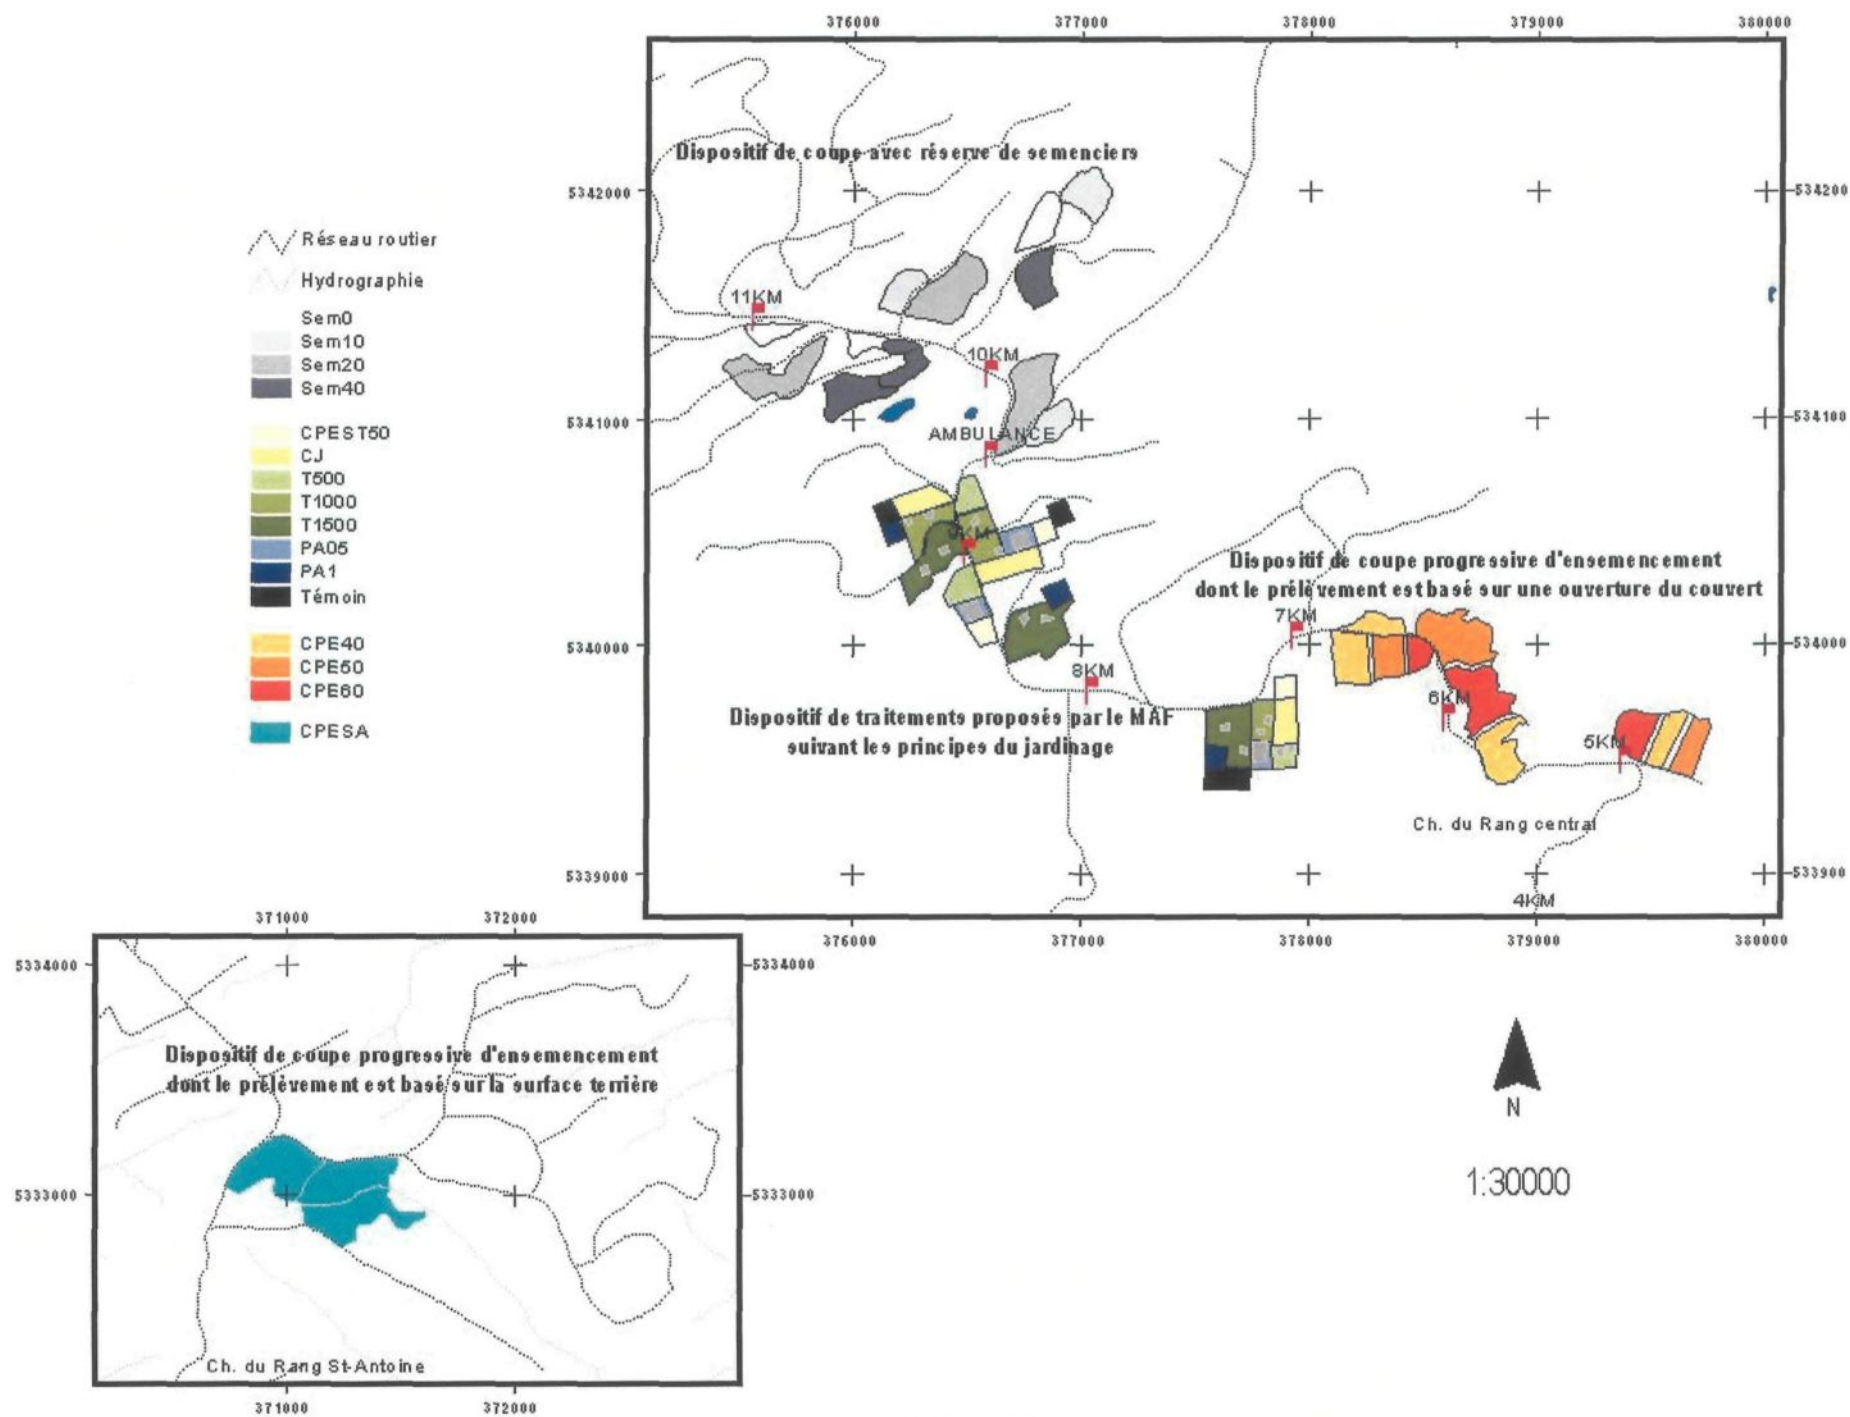 376000 377000 378000 379000 380000
Dispositif de coupe avec réserve de semenciers
5342000
534200
Réseau routier
Hydrographie
11KM
Sem0
Sem10
Sem20
Sem40
10KM
5341000
534100
AMBULANCE
CPEST50
CJ
T500
T1000
T1500
PA05
PA1
Témoin
9KM
Dispositif de coupe progressive d'ensemencement
dont le prélèvement est basé sur une ouverture du couvert
7KM
5340000
534000
CPE40
CPE50
CPE60
CPESA
8KM
6KM
5KM
Dispositif de traitements proposés par le MAF
suivant les principes du jardinage
Ch. du Rang central
5339000
533900
4KM
376000 377000 378000 379000 380000
371000 372000
5334000
5334000
Dispositif de coupe progressive d'ensemencement
dont le prélèvement est basé sur la surface terrière
N
1:30000
5333000
5333000
Ch. du Rang St-Antoine
371000 372000